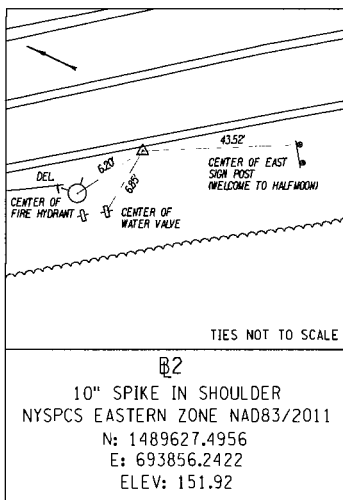 43.52'
6.20'
6.85'
CENTER OF EAST
SIGN POST
(WELCOME TO HALFMOON)
DEL.
CENTER OF
FIRE HYDRANT
CENTER OF
WATER VALVE
TIES NOT TO SCALE
BL2
10" SPIKE IN SHOULDER
NYSPCS EASTERN ZONE NAD83/2011
N: 1489627.4956
E: 693856.2422
ELEV: 151.92